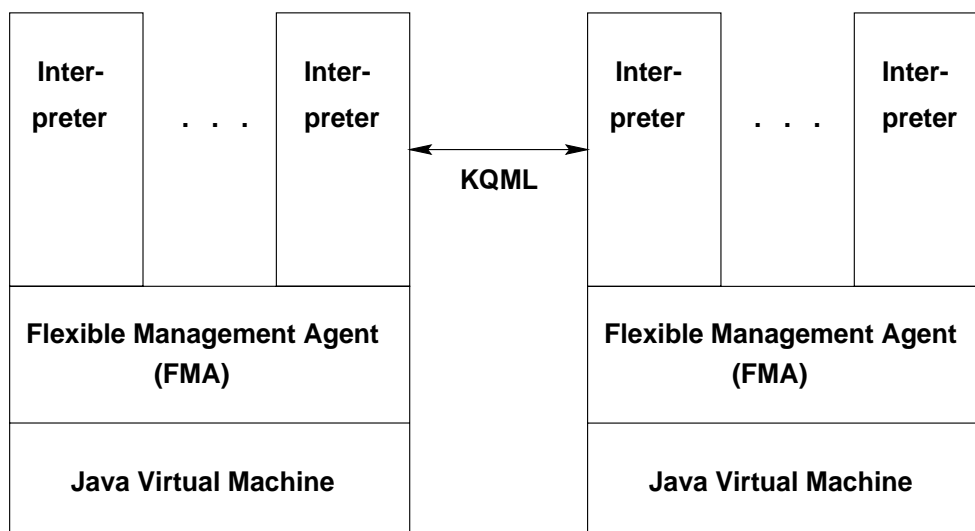 Inter-
preter
. . .
Inter-
preter
KQML
Inter-
preter
. . .
Inter-
preter
Flexible Management Agent
(FMA)
Flexible Management Agent
(FMA)
Java Virtual Machine
Java Virtual Machine